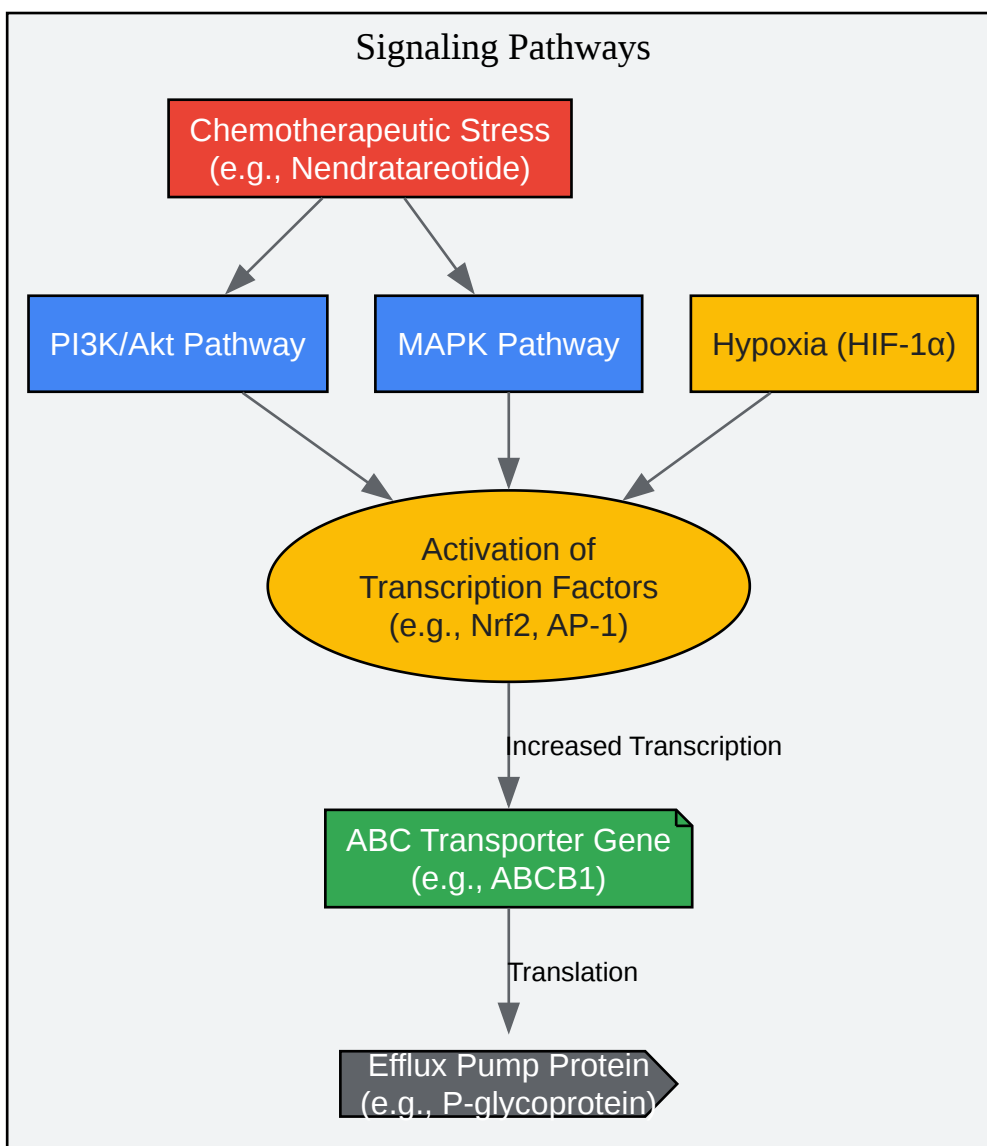 Signaling Pathways
Chemotherapeutic Stress
(e.g., Nendratareotide)
PI3K/Akt Pathway
MAPK Pathway
Hypoxia (HIF-1α)
Activation of
Transcription Factors
(e.g., Nrf2, AP-1)
Increased Transcription
ABC Transporter Gene
(e.g., ABCB1)
Translation
Efflux Pump Protein
(e.g., P-glycoprotein)